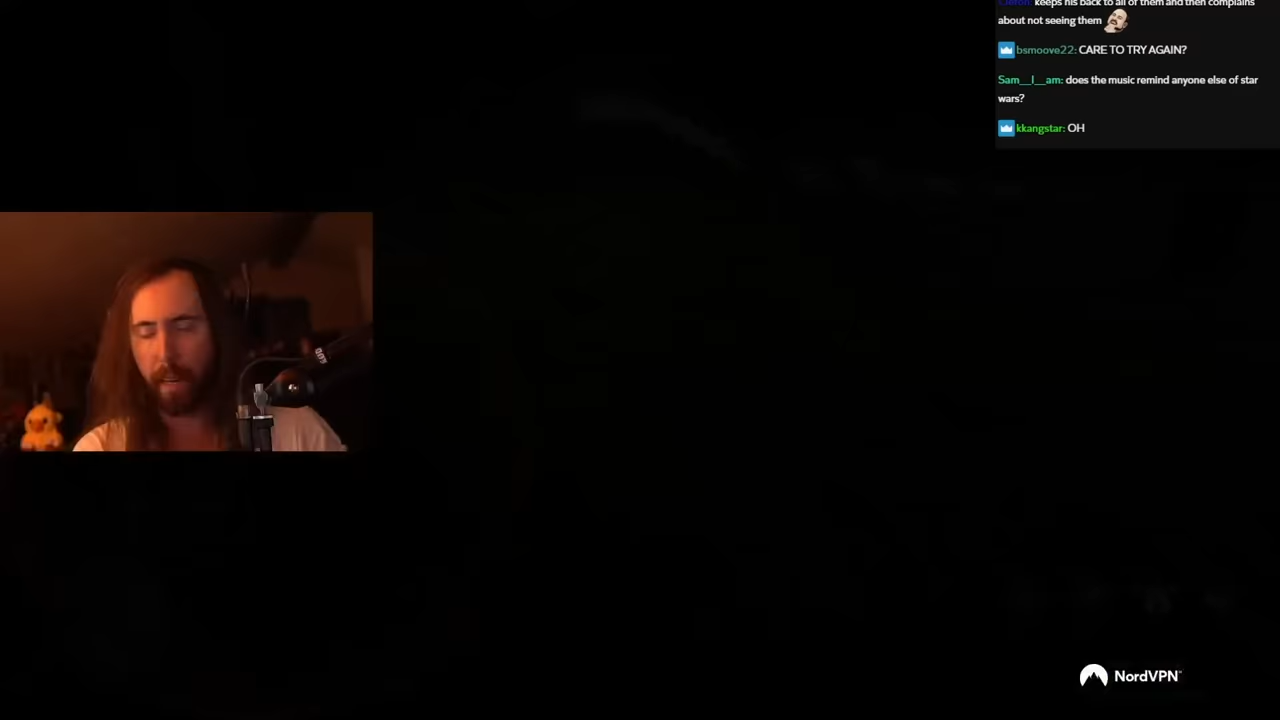 keeps his back to all of them and then complains
about not seeing them
bsmoove22: CARE TO TRY AGAIN?
Sam__I__am: does the music remind anyone else of star
wars?
kkangstar: OH
NordVPN